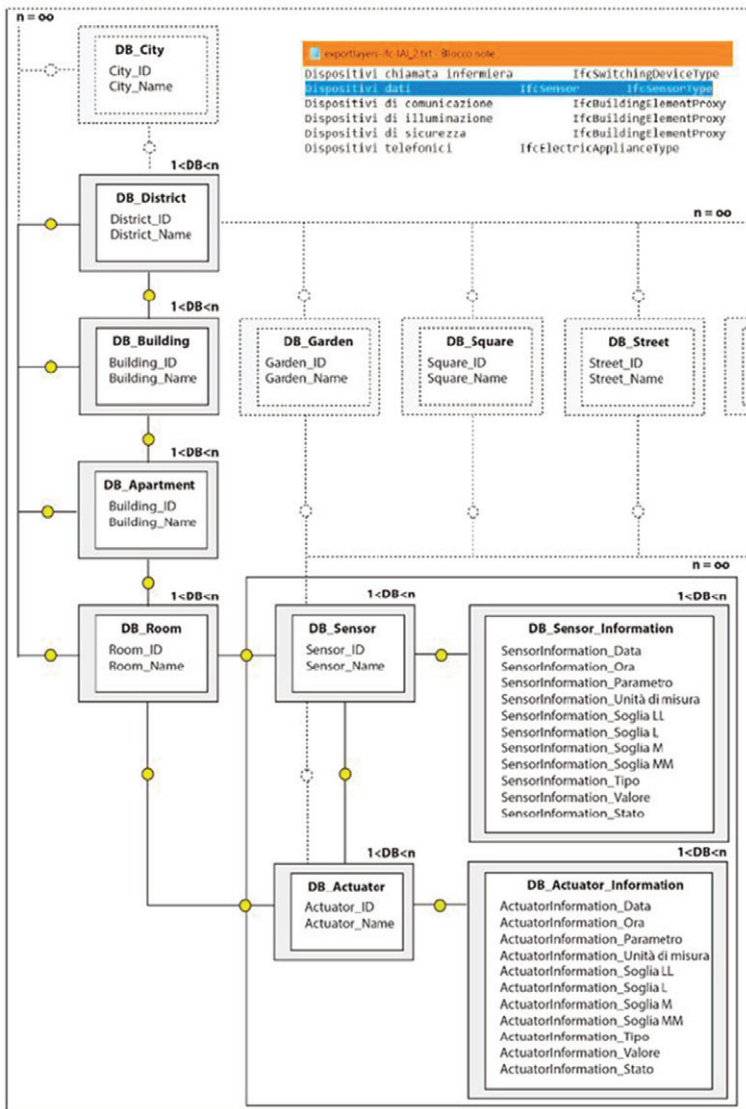 n = oo
DB_City
City_ID
City_Name
exportlayers-ifc-IAI_2.txt - Blocco note
Dispositivi chiamata infermiera IfcSwitchingDeviceType
Dispositivi dati IfcSensor IfcSensorType
Dispositivi di comunicazione IfcBuildingElementProxy
Dispositivi di illuminazione IfcBuildingElementProxy
Dispositivi di sicurezza IfcBuildingElementProxy
Dispositivi telefonici IfcElectricApplianceType
1<DB<n
DB_District
District_ID
District_Name
n = oo
1<DB<n
DB_Building
Building_ID
Building_Name
DB_Garden
Garden_ID
Garden_Name
DB_Square
Square_ID
Square_Name
DB_Street
Street_ID
Street_Name
1<DB<n
DB_Apartment
Building_ID
Building_Name
n = oo
1<DB<n
DB_Room
Room_ID
Room_Name
1<DB<n
DB_Sensor
Sensor_ID
Sensor_Name
1<DB<n
DB_Sensor_Information
SensorInformation_Data
SensorInformation_Ora
SensorInformation_Parametro
SensorInformation_Unità di misura
SensorInformation_Soglia LL
SensorInformation_Soglia L
SensorInformation_Soglia M
SensorInformation_Soglia MM
SensorInformation_Tipo
SensorInformation_Valore
SensorInformation_Stato
1<DB<n
DB_Actuator
Actuator_ID
Actuator_Name
1<DB<n
DB_Actuator_Information
ActuatorInformation_Data
ActuatorInformation_Ora
ActuatorInformation_Parametro
ActuatorInformation_Unità di misura
ActuatorInformation_Soglia LL
ActuatorInformation_Soglia L
ActuatorInformation_Soglia M
ActuatorInformation_Soglia MM
ActuatorInformation_Tipo
ActuatorInformation_Valore
ActuatorInformation_Stato